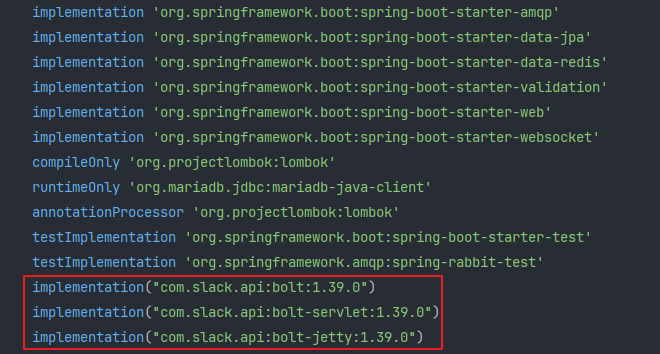 implementation 'org.springframework.boot:spring-boot-starter-amqp'
implementation 'org.springframework.boot:spring-boot-starter-data-jpa'
implementation 'org.springframework.boot:spring-boot-starter-data-redis'
implementation 'org.springframework.boot:spring-boot-starter-validation'
implementation 'org.springframework.boot:spring-boot-starter-web'
implementation 'org.springframework.boot:spring-boot-starter-websocket'
compileOnly 'org.projectlombok:lombok'
runtimeOnly 'org.mariadb.jdbc:mariadb-java-client'
annotationProcessor 'org.projectlombok:lombok'
testImplementation 'org.springframework.boot:spring-boot-starter-test'
testImplementation 'org.springframework.amqp:spring-rabbit-test'
implementation("com.slack.api:bolt:1.39.0")
implementation("com.slack.api:bolt-servlet:1.39.0")
implementation("com.slack.api:bolt-jetty:1.39.0")